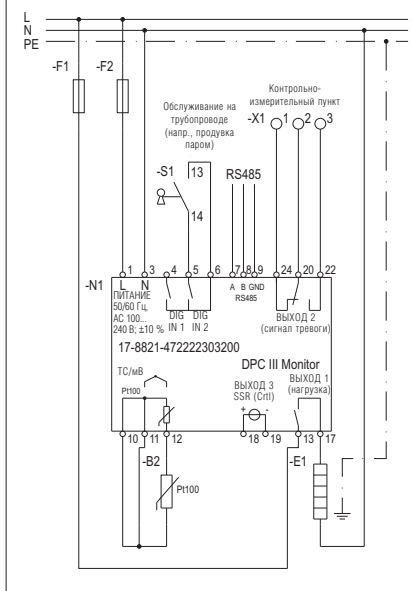 L
N
PE
-F1
-F2
Обслуживание на
трубопроводе
(напр., продувка
паром)
Контрольно-
измерительный пункт
-X1 1 2 3
-S1 13
14
RS485
1 3 4 5 6 7 8 9 24 20 22
-N1
L N
ПИТАНИЕ
50/60 Гц,
AC 100...
240 В; ±10 %
DIG
IN 1
DIG
IN 2
A B GND
RS485
ВЫХОД 2
(сигнал тревоги)
17-8821-472222303200
DPC III Monitor
ТС/мВ
Pt100
ВЫХОД 3
SSR (Crtl)
+ -
ВЫХОД 1
(нагрузка)
10 11 12 18 19 13 17
-B2
Pt100
-E1